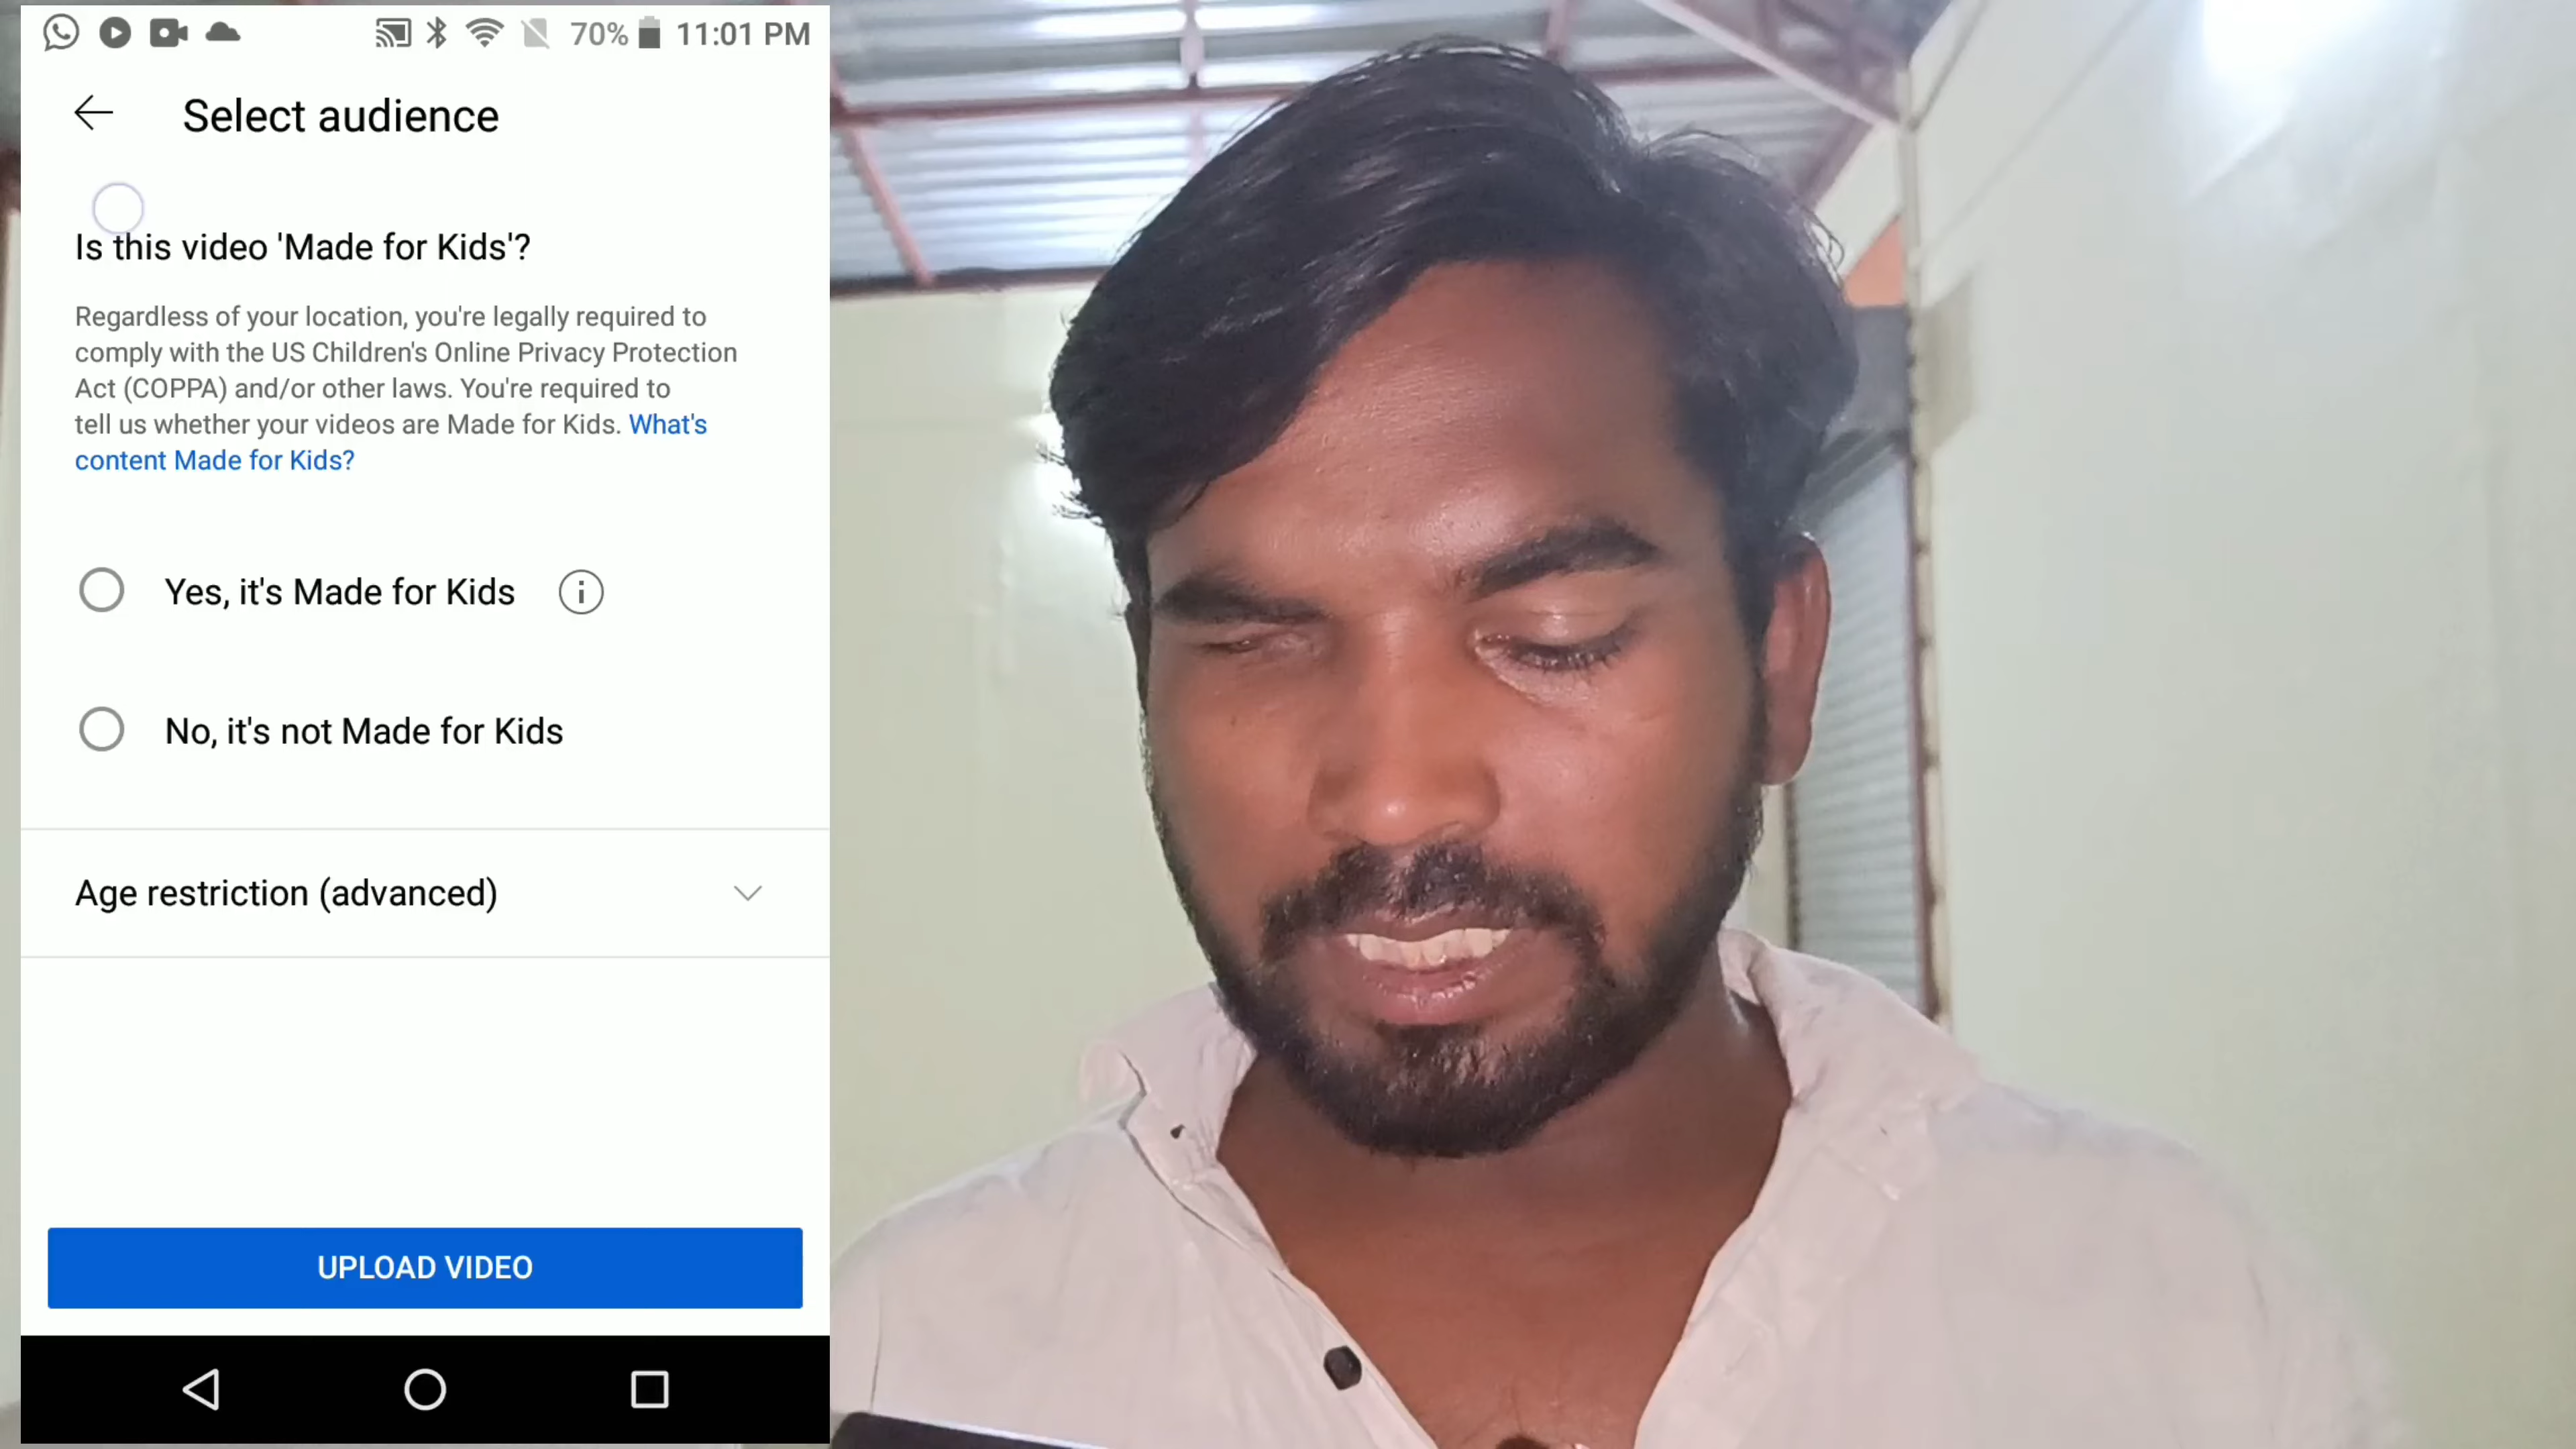 70% 11:01 PM
Select audience
Is this video 'Made for Kids'?
Regardless of your location, you're legally required to
comply with the US Children's Online Privacy Protection
Act (COPPA) and/or other laws. You're required to
tell us whether your videos are Made for Kids. What's
content Made for Kids?
Yes, it's Made for Kids
No, it's not Made for Kids
Age restriction (advanced)
UPLOAD VIDEO